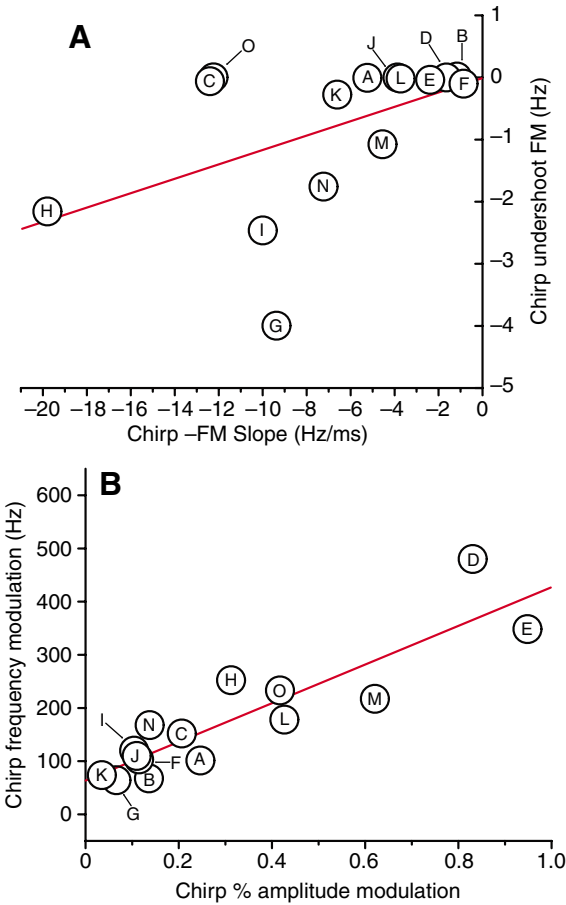 A
O
C
J
D
B
K
A
L
E
F
M
N
H
I
G
1
0
–1
–2
–3
–4
–5
Chirp undershoot FM (Hz)
–20 –18 –16 –14 –12 –10 –8 –6 –4 –2 0
Chirp –FM Slope (Hz/ms)
B
600
500
400
300
200
100
0
Chirp frequency modulation (Hz)
D
E
H
O
M
L
I
N
C
J
F
A
K
B
G
0 0.2 0.4 0.6 0.8 1.0
Chirp % amplitude modulation